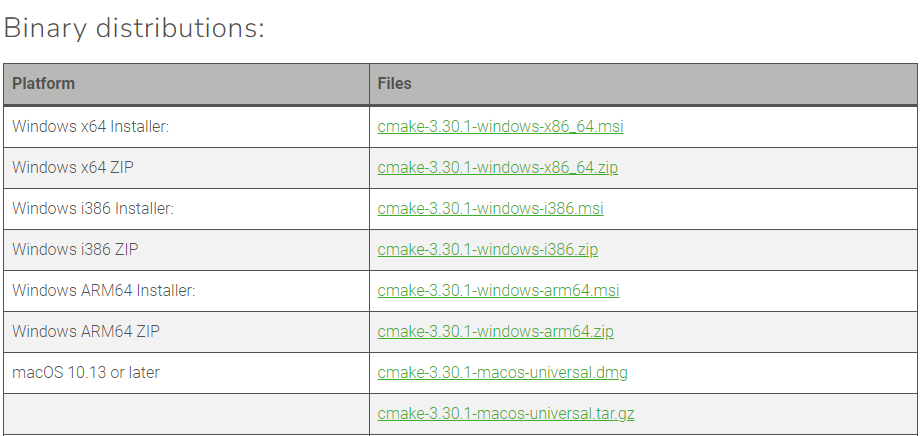 Binary distributions:
Platform Files
Windows x64 Installer: cmake-3.30.1-windows-x86_64.msi
Windows x64 ZIP cmake-3.30.1-windows-x86_64.zip
Windows i386 Installer: cmake-3.30.1-windows-i386.msi
Windows i386 ZIP cmake-3.30.1-windows-i386.zip
Windows ARM64 Installer: cmake-3.30.1-windows-arm64.msi
Windows ARM64 ZIP cmake-3.30.1-windows-arm64.zip
macOS 10.13 or later cmake-3.30.1-macos-universal.dmg
cmake-3.30.1-macos-universal.tar.gz